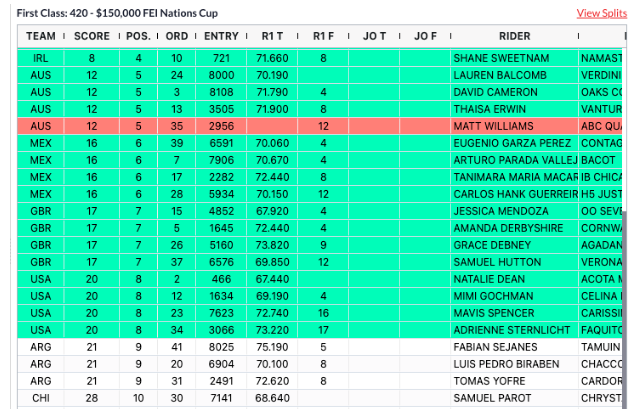 First Class: 420 - $150,000 FEI Nations Cup View Splits
TEAM SCORE POS. ORD ENTRY R1 T R1 F JO T JO F RIDER
IRL 8 4 10 721 71.660 8 SHANE SWEETNAM NAMAST
AUS 12 5 24 8000 70.190 LAUREN BALCOMB VERDINI
AUS 12 5 3 8108 71.790 4 DAVID CAMERON OAKS CO
AUS 12 5 13 3505 71.900 8 THAISA ERWIN VANTUR
AUS 12 5 35 2956 12 MATT WILLIAMS ABC QU
MEX 16 6 39 6591 70.060 4 EUGENIO GARZA PEREZ CONTAG
MEX 16 6 7 7906 70.670 4 ARTURO PARADA VALLEJ BACOT
MEX 16 6 17 2282 72.440 8 TANIMARA MARIA MACAR IB CHICA
MEX 16 6 28 5934 70.150 12 CARLOS HANK GUERREIR H5 JUST
GBR 17 7 15 4852 67.920 4 JESSICA MENDOZA OO SEVE
GBR 17 7 5 1645 72.440 4 AMANDA DERBYSHIRE CORNW
GBR 17 7 26 5160 73.820 9 GRACE DEBNEY AGADAN
GBR 17 7 37 6576 69.850 12 SAMUEL HUTTON VERONA
USA 20 8 2 466 67.440 NATALIE DEAN ACOTA M
USA 20 8 12 1634 69.190 4 MIMI GOCHMAN CELINA
USA 20 8 23 7623 72.740 16 MAVIS SPENCER CARISSI
USA 20 8 34 3066 73.220 17 ADRIENNE STERNLICHT FAQUITO
ARG 21 9 41 8025 75.190 5 FABIAN SEJANES TAMUIN
ARG 21 9 20 6904 70.100 8 LUIS PEDRO BIRABEN CHACCO
ARG 21 9 31 2491 72.620 8 TOMAS YOFRE CARDOR
CHI 28 10 30 7141 68.640 SAMUEL PAROT CHRYST